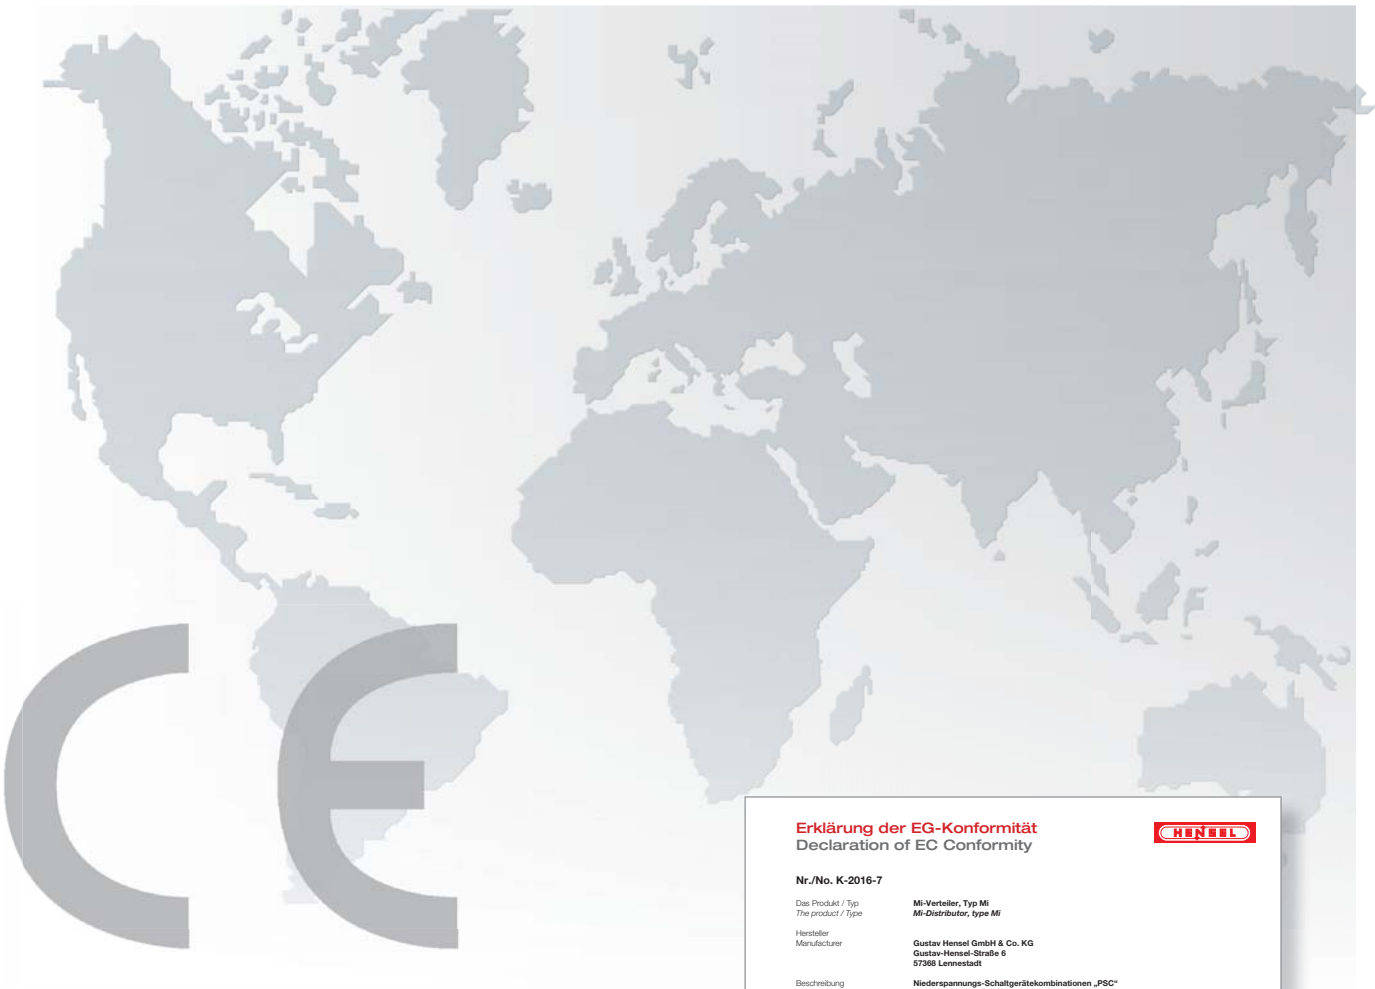 CE
Erklärung der EG-Konformität
Declaration of EC Conformity
HENSEL
Nr./No. K-2016-7
Das Produkt / Typ Mi-Verteiler, Typ Mi
The product / Type Mi-Distributor, type Mi
Hersteller
Manufacturer Gustav Hensel GmbH & Co. KG
Gustav-Hensel-Straße 6
57368 Lennestadt
Beschreibung Niederspannungs-Schaltgerätekombinationen „PSC“